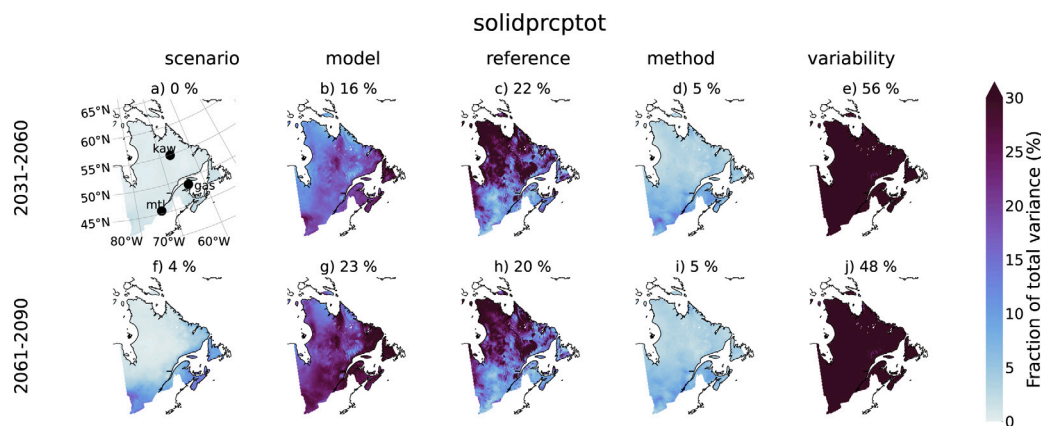 solidprcptot
scenario model reference method variability
a) 0 % b) 16 % c) 22 % d) 5 % e) 56 %
2031-2060
65°N
60°N
55°N
50°N
45°N
80°W 70°W 60°W
kaw
gas
mtl
f) 4 % g) 23 % h) 20 % i) 5 % j) 48 %
2061-2090
30
25
20
15
10
5
0
Fraction of total variance (%)